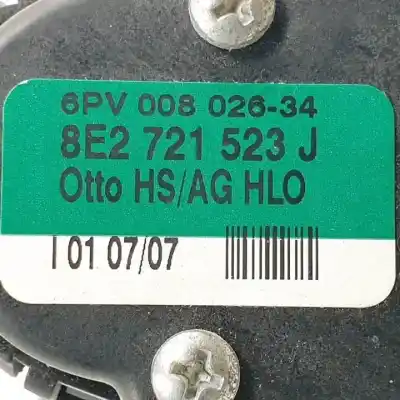 6PV 008 026-34
8E2 721 523 J
Otto HS/AG HLO
I 01 07/07